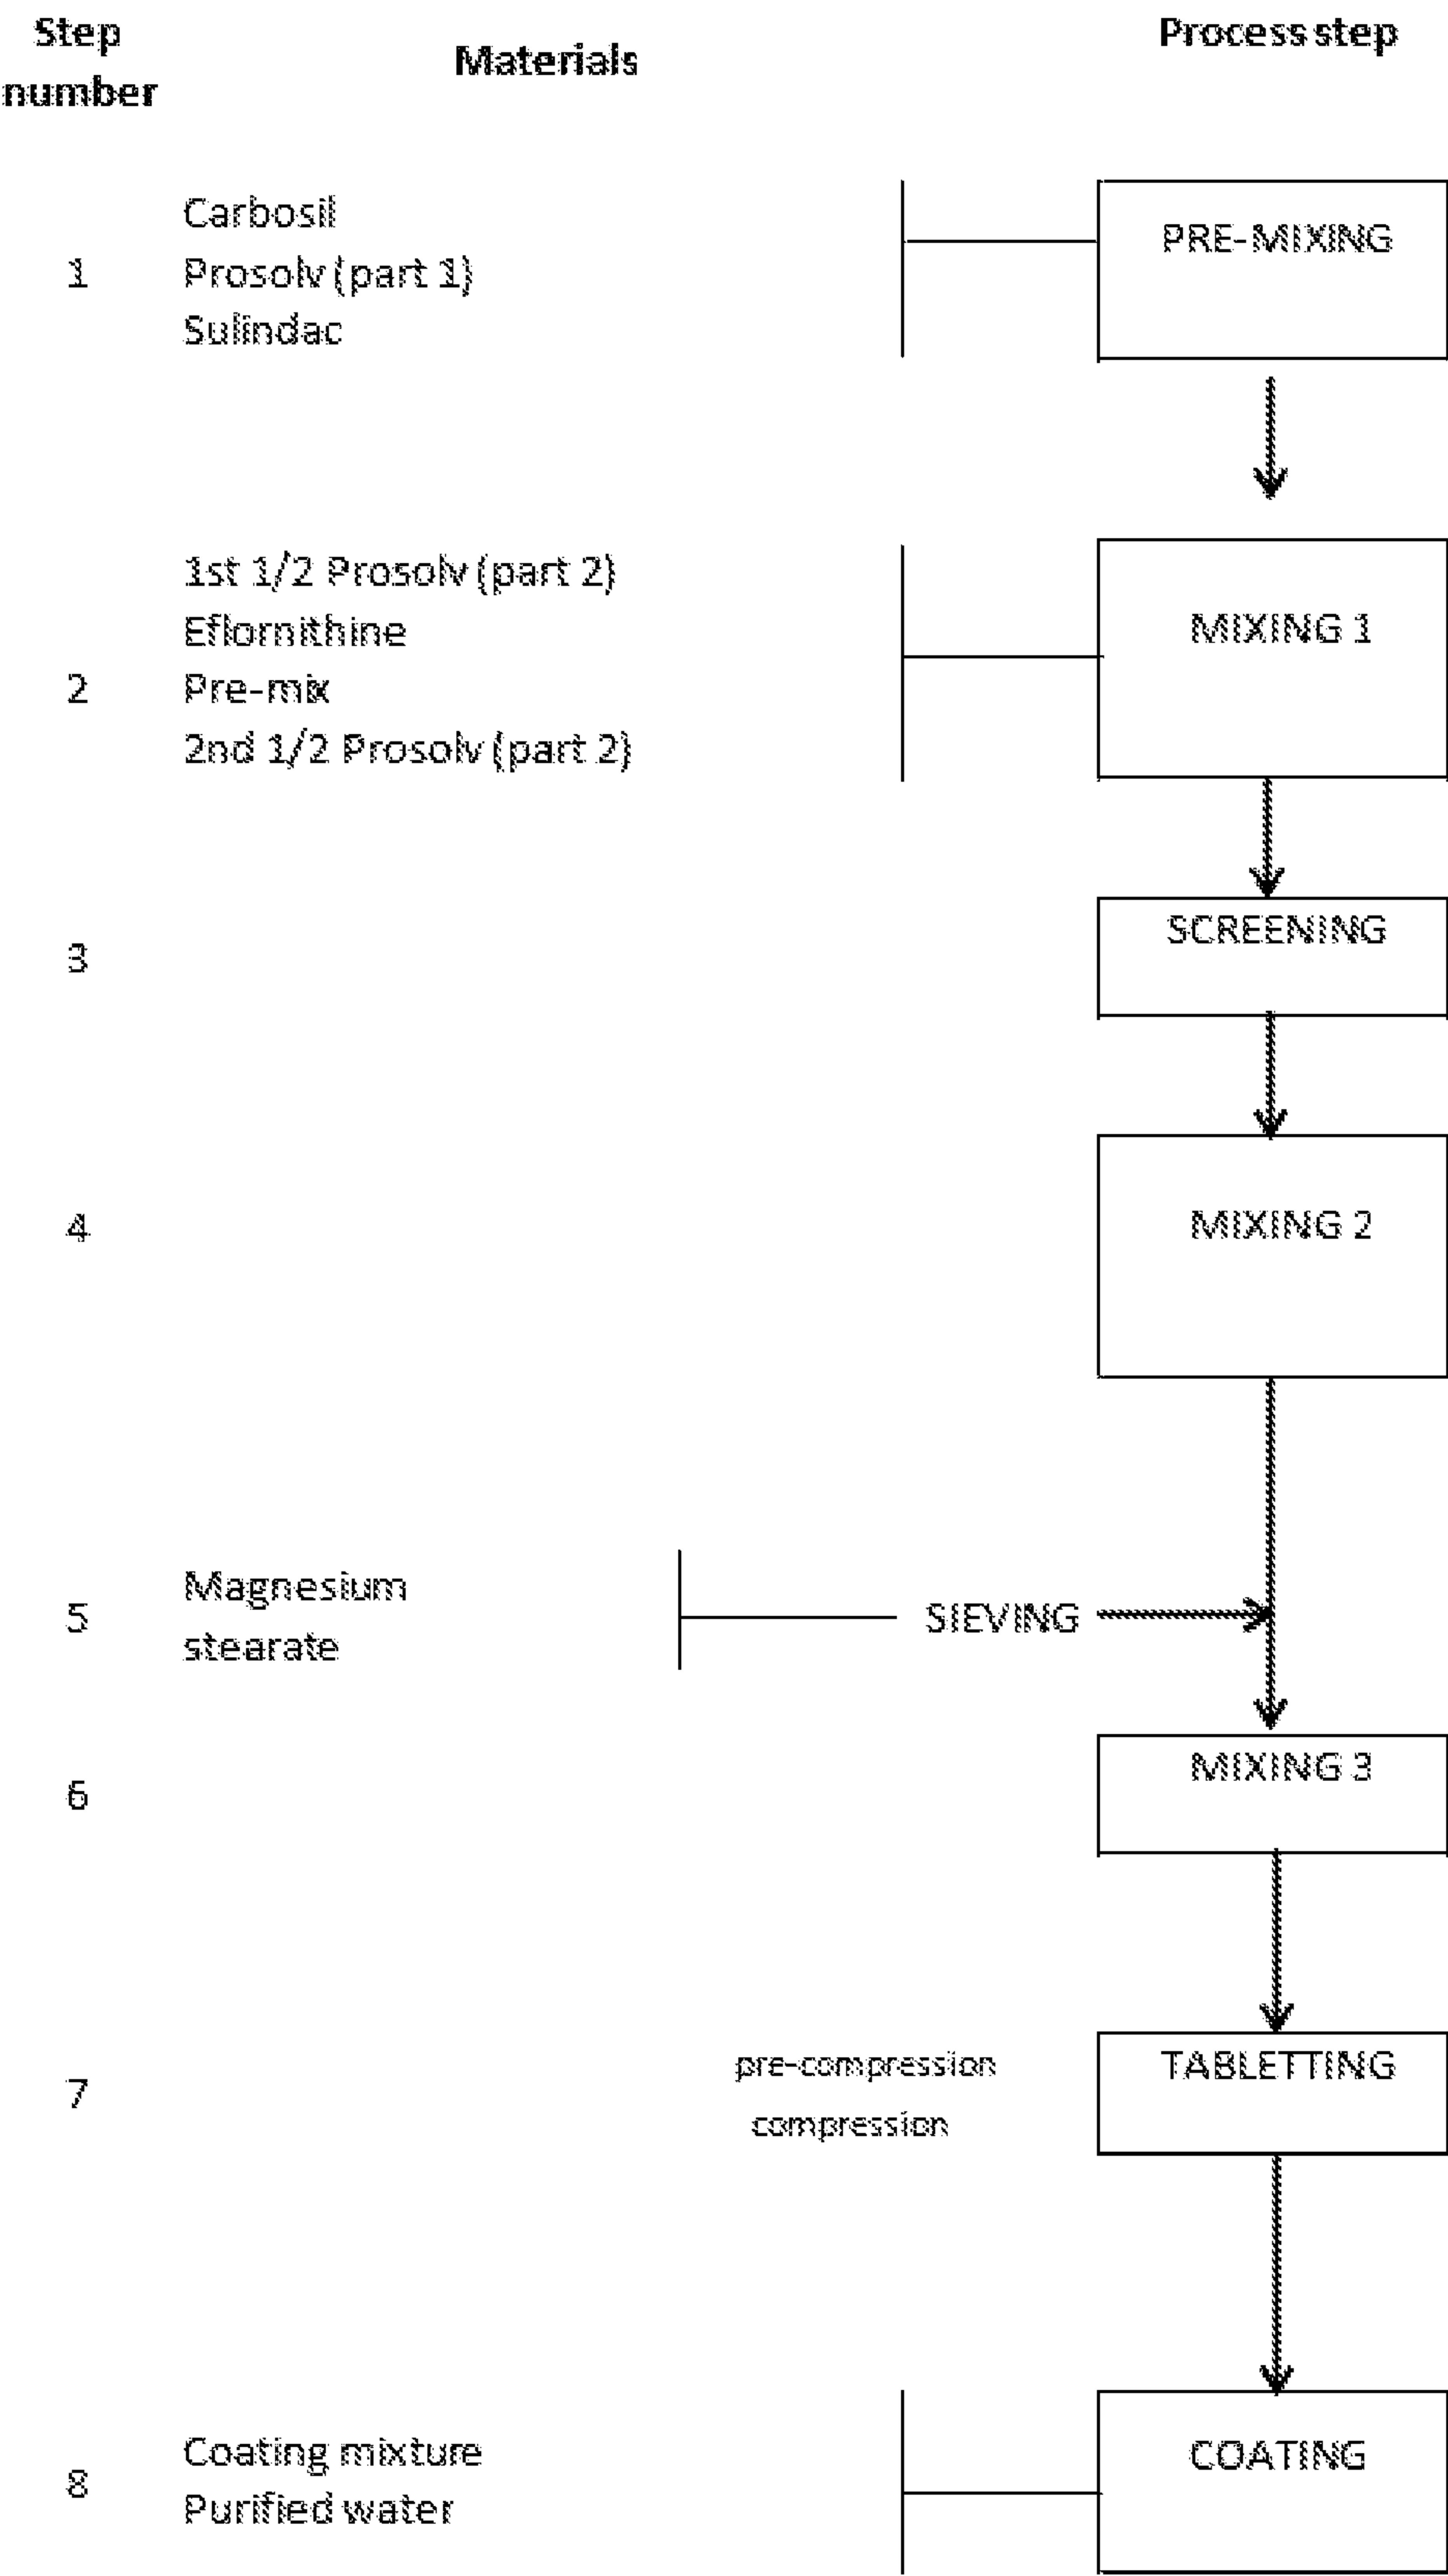 Step number
Materials
Process step
1
Carbosil
Prosolv (part 1)
Sulindac
PRE-MIXING
2
1st 1/2 Prosolv (part 2)
Eflornithine
Pre-mix
2nd 1/2 Prosolv (part 2)
MIXING 1
3
SCREENING
4
MIXING 2
5
Magnesium
stearate
SIEVING
6
MIXING 3
7
pre-compression
compression
TABLETTING
8
Coating mixture
Purified water
COATING